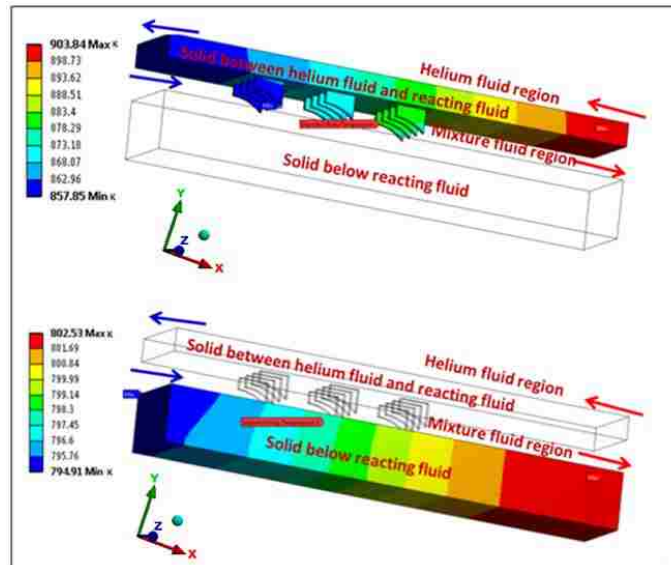 903.84 Max K
898.73
893.62
888.51
883.4
878.29
873.18
868.07
862.96
857.85 Min K
Solid between helium fluid and reacting fluid
Helium fluid region
Mixture fluid region
Solid below reacting fluid
Y
Z
X
802.53 Max K
801.69
800.84
799.99
799.14
798.3
797.45
796.6
795.76
794.91 Min K
Solid between helium fluid and reacting fluid
Helium fluid region
Mixture fluid region
Solid below reacting fluid
Y
Z
X